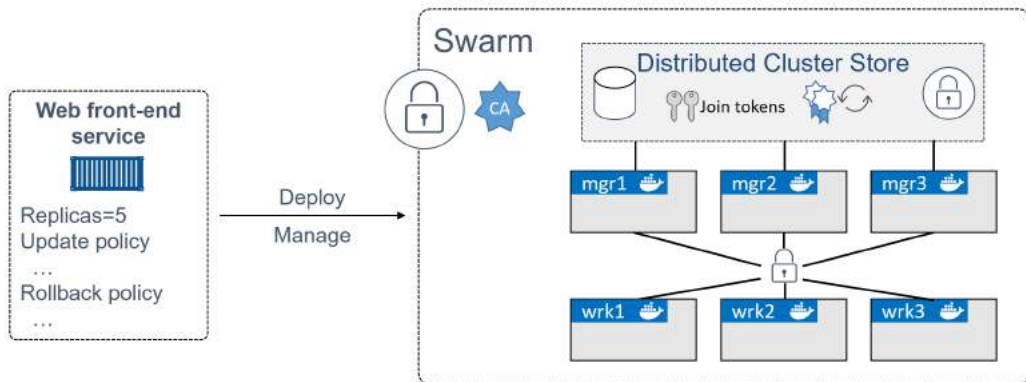 Web front-end
service
Replicas=5
Update policy
...
Rollback policy
...
Deploy
Manage
Swarm
CA
Distributed Cluster Store
Join tokens
mgr1
mgr2
mgr3
wrk1
wrk2
wrk3